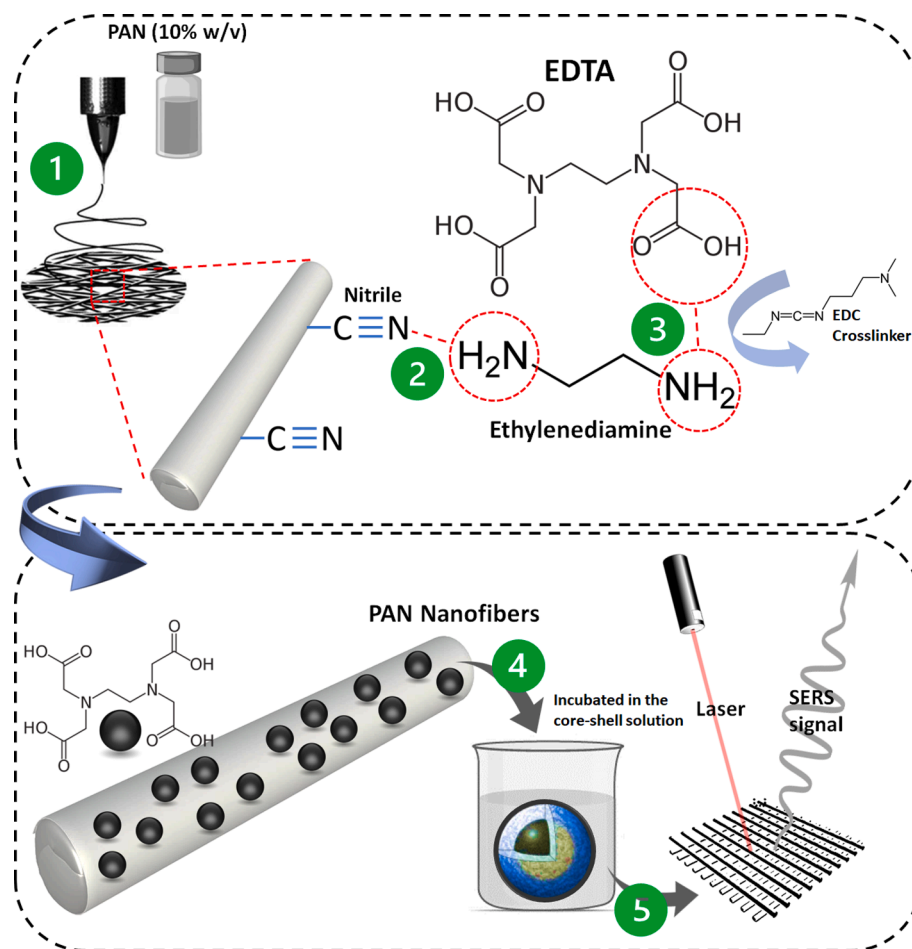 PAN (10% w/v)
1
EDTA
HO
O
O
OH
N
N
HO
O
O
OH
Nitrile
C≡N
2
H₂N
3
NH₂
N=C=N
N
EDC
Crosslinker
Ethylenediamine
C≡N
PAN Nanofibers
HO
O
O
OH
N
N
HO
O
O
OH
4
Incubated in the
core-shell solution
Laser
SERS
signal
5